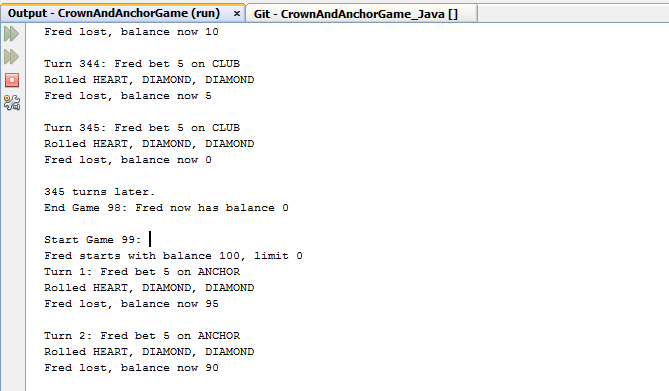 Output - CrownAndAnchorGame (run) × Git - CrownAndAnchorGame_Java []
Fred lost, balance now 10
Turn 344: Fred bet 5 on CLUB
Rolled HEART, DIAMOND, DIAMOND
Fred lost, balance now 5
Turn 345: Fred bet 5 on CLUB
Rolled HEART, DIAMOND, DIAMOND
Fred lost, balance now 0
345 turns later.
End Game 98: Fred now has balance 0
Start Game 99:
Fred starts with balance 100, limit 0
Turn 1: Fred bet 5 on ANCHOR
Rolled HEART, DIAMOND, DIAMOND
Fred lost, balance now 95
Turn 2: Fred bet 5 on ANCHOR
Rolled HEART, DIAMOND, DIAMOND
Fred lost, balance now 90